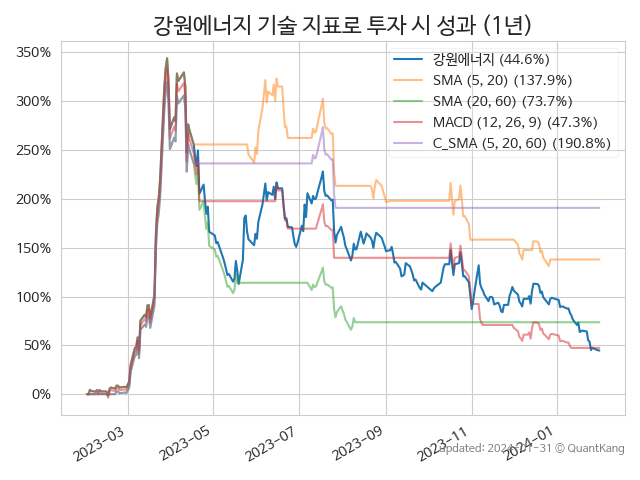 강원에너지 기술 지표로 투자 시 성과 (1년)
350%
300%
250%
200%
150%
100%
50%
0%
강원에너지 (44.6%)
SMA (5, 20) (137.9%)
SMA (20, 60) (73.7%)
MACD (12, 26, 9) (47.3%)
C_SMA (5, 20, 60) (190.8%)
2023-03
2023-05
2023-07
2023-09
2023-11
2024-01
updated: 2024-01-31 © QuantKang